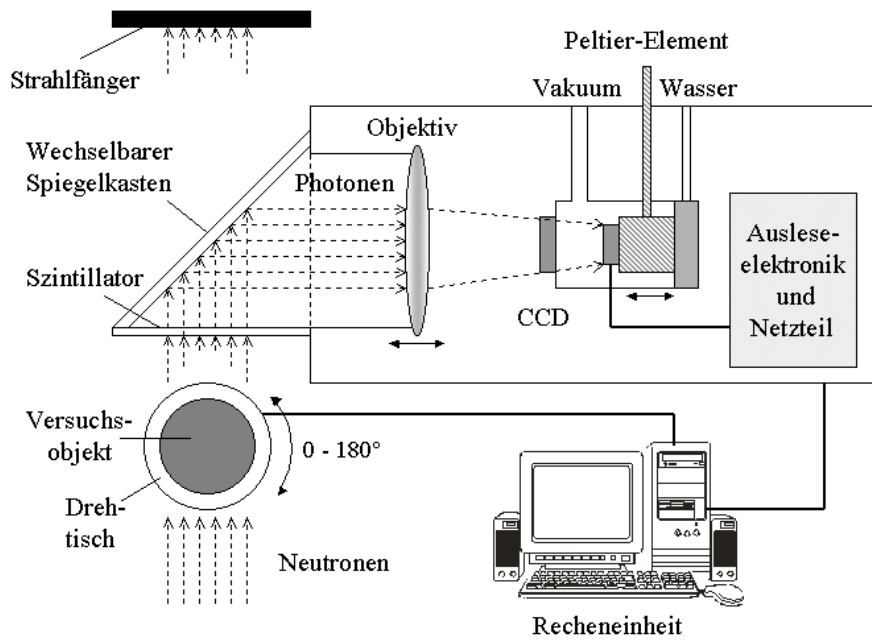 Peltier-Element
Strahlfänger
Vakuum
Wasser
Objektiv
Wechselbarer
Spiegelkasten
Photonen
Szintillator
Auslese-
elektronik
und
Netzteil
CCD
Versuchs-
objekt
0 - 180°
Dreh-
tisch
Neutronen
Recheneinheit